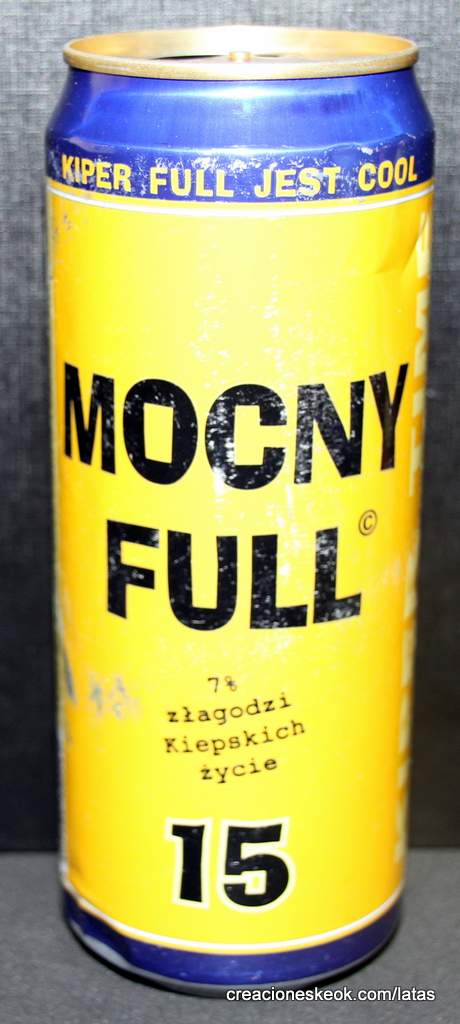 KIPER FULL JEST COOL
MOCNY
FULL
©
7%
złagodzi
Kiepskich
życie
15
creacioneskeok.com/latas